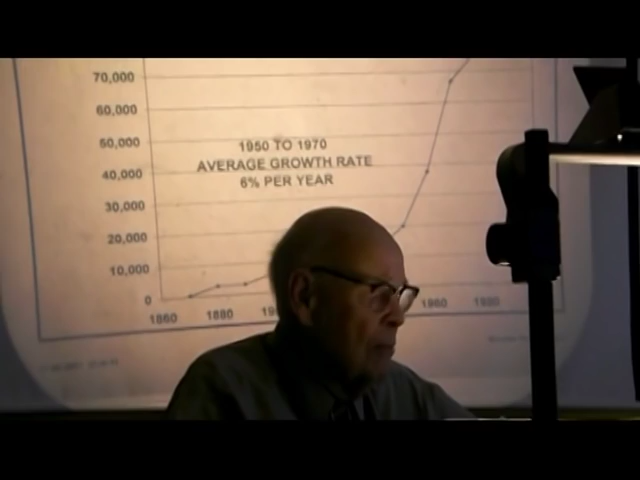 70,000
60,000
50,000
40,000
30,000
20,000
10,000
0
1950 TO 1970
AVERAGE GROWTH RATE
6% PER YEAR
1860 1880 1960 1980